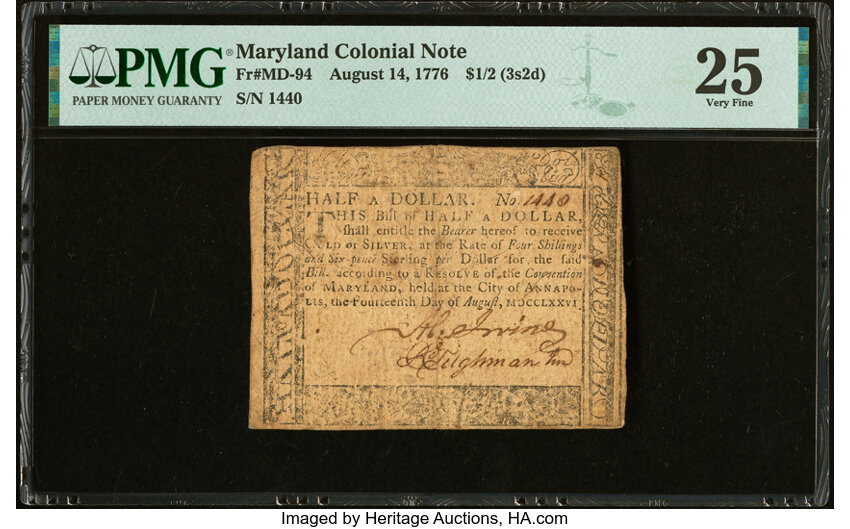 PMG® Maryland Colonial Note
Fr#MD-94 August 14, 1776 $1/2 (3s2d)
PAPER MONEY GUARANTY S/N 1440
25
Very Fine
HALF A DOLLAR. No. 1440
THIS Bill of HALF A DOLLAR,
shall entitle the Bearer hereof to receive
GOLD or SILVER, at the Rate of Four Shillings
and Six-pence Sterling per Dollar for the said
Bill, according to a RESOLVE of the Convention
of MARYLAND, held at the City of ANNAPO-
LIS, the Fourteenth Day of August, MDCCLXXVI.
Irvine
Tilghman
PMG
Imaged by Heritage Auctions, HA.com